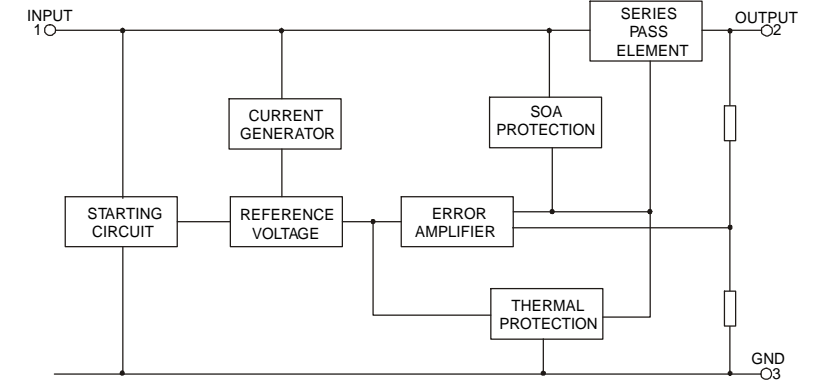 INPUT
1
SERIES
PASS
ELEMENT
OUTPUT
2
CURRENT
GENERATOR
SOA
PROTECTION
STARTING
CIRCUIT
REFERENCE
VOLTAGE
ERROR
AMPLIFIER
THERMAL
PROTECTION
GND
3